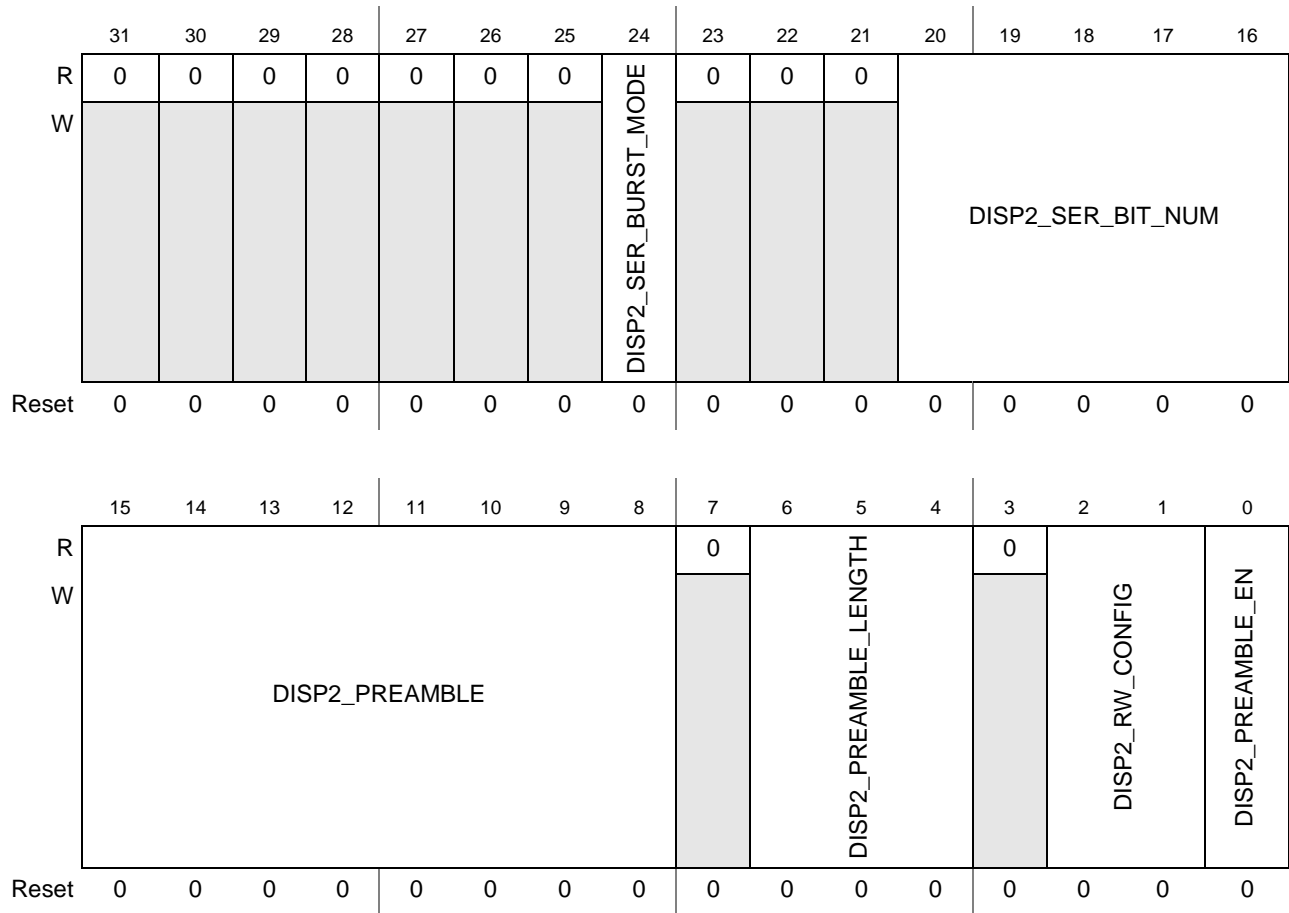 31 30 29 28 27 26 25 24 23 22 21 20 19 18 17 16
R 0 0 0 0 0 0 0 DISP2_SER_BURST_MODE 0 0 0 DISP2_SER_BIT_NUM
W
Reset 0 0 0 0 0 0 0 0 0 0 0 0 0 0 0 0
15 14 13 12 11 10 9 8 7 6 5 4 3 2 1 0
R DISP2_PREAMBLE 0 DISP2_PREAMBLE_LENGTH 0 DISP2_RW_CONFIG DISP2_PREAMBLE_EN
W
Reset 0 0 0 0 0 0 0 0 0 0 0 0 0 0 0 0